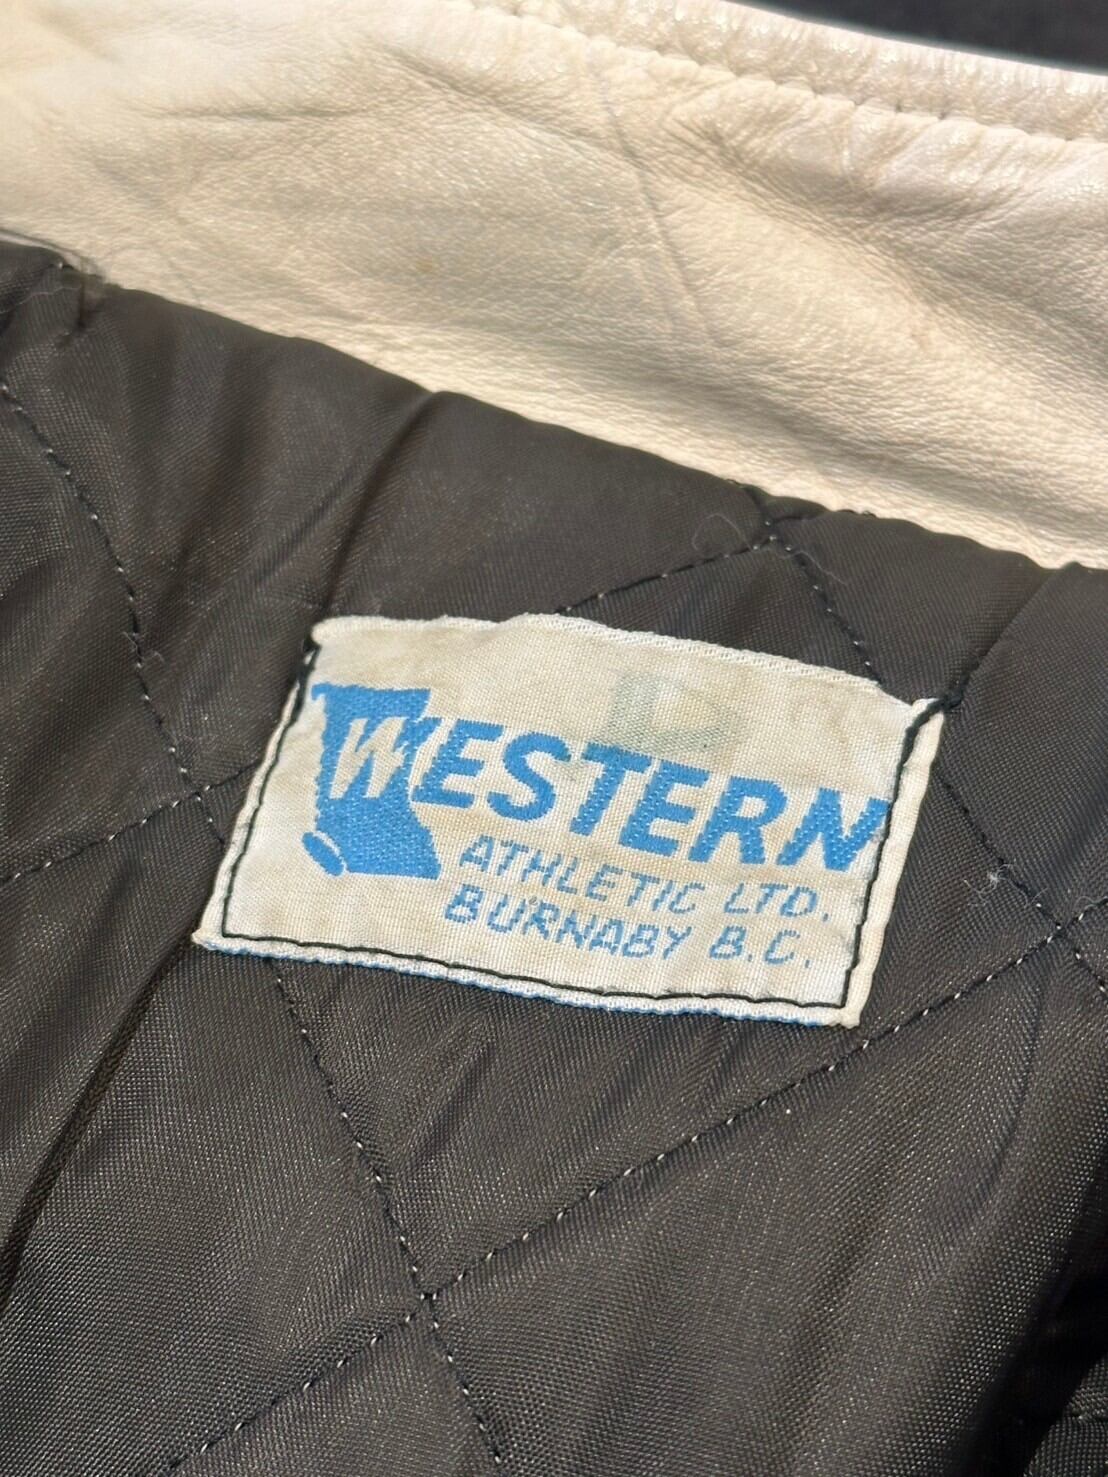 WESTERN
ATHLETIC LTD.
BURNABY B.C.